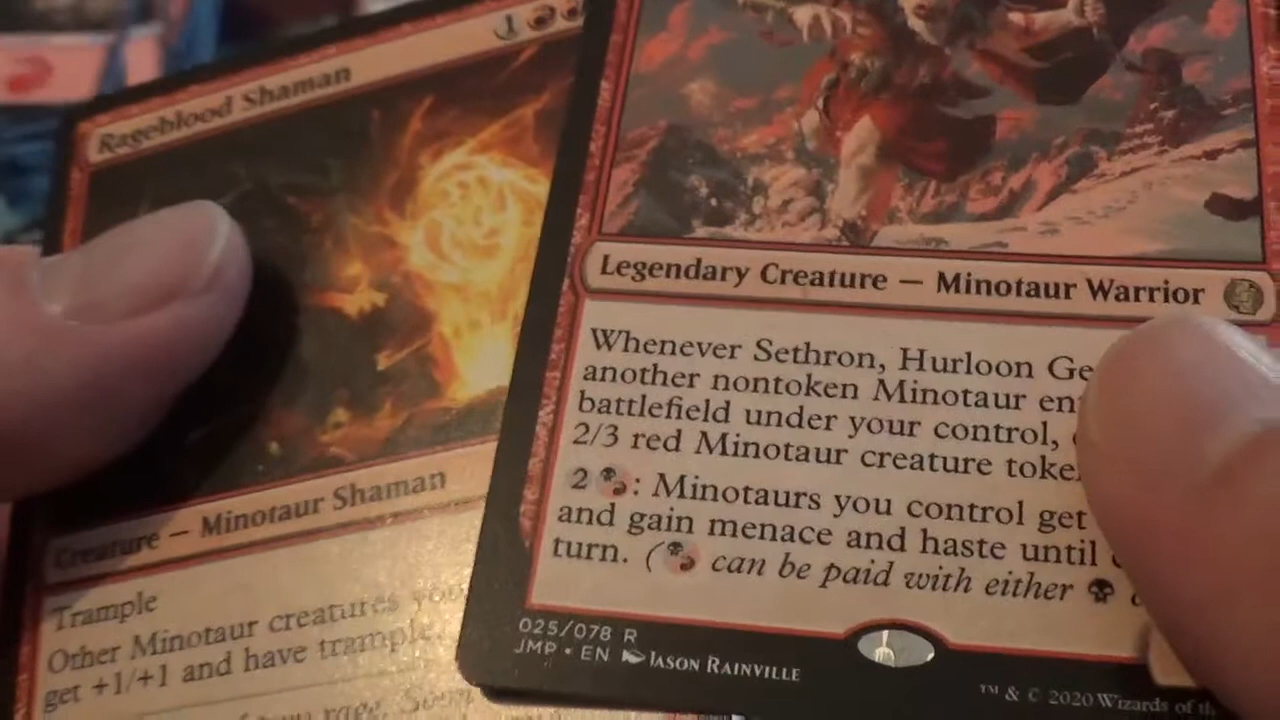 Rageblood Shaman
1
Creature — Minotaur Shaman
Trample
Other Minotaur creatures you
get +1/+1 and have trample.
rage.
Legendary Creature — Minotaur Warrior
Whenever Sethron, Hurloon Ge
another nontoken Minotaur en
battlefield under your control,
2/3 red Minotaur creature toke
2 : Minotaurs you control get
and gain menace and haste until
turn. ( can be paid with either
025/078 R
JMP • EN JASON RAINVILLE
™ & © 2020 Wizards of th